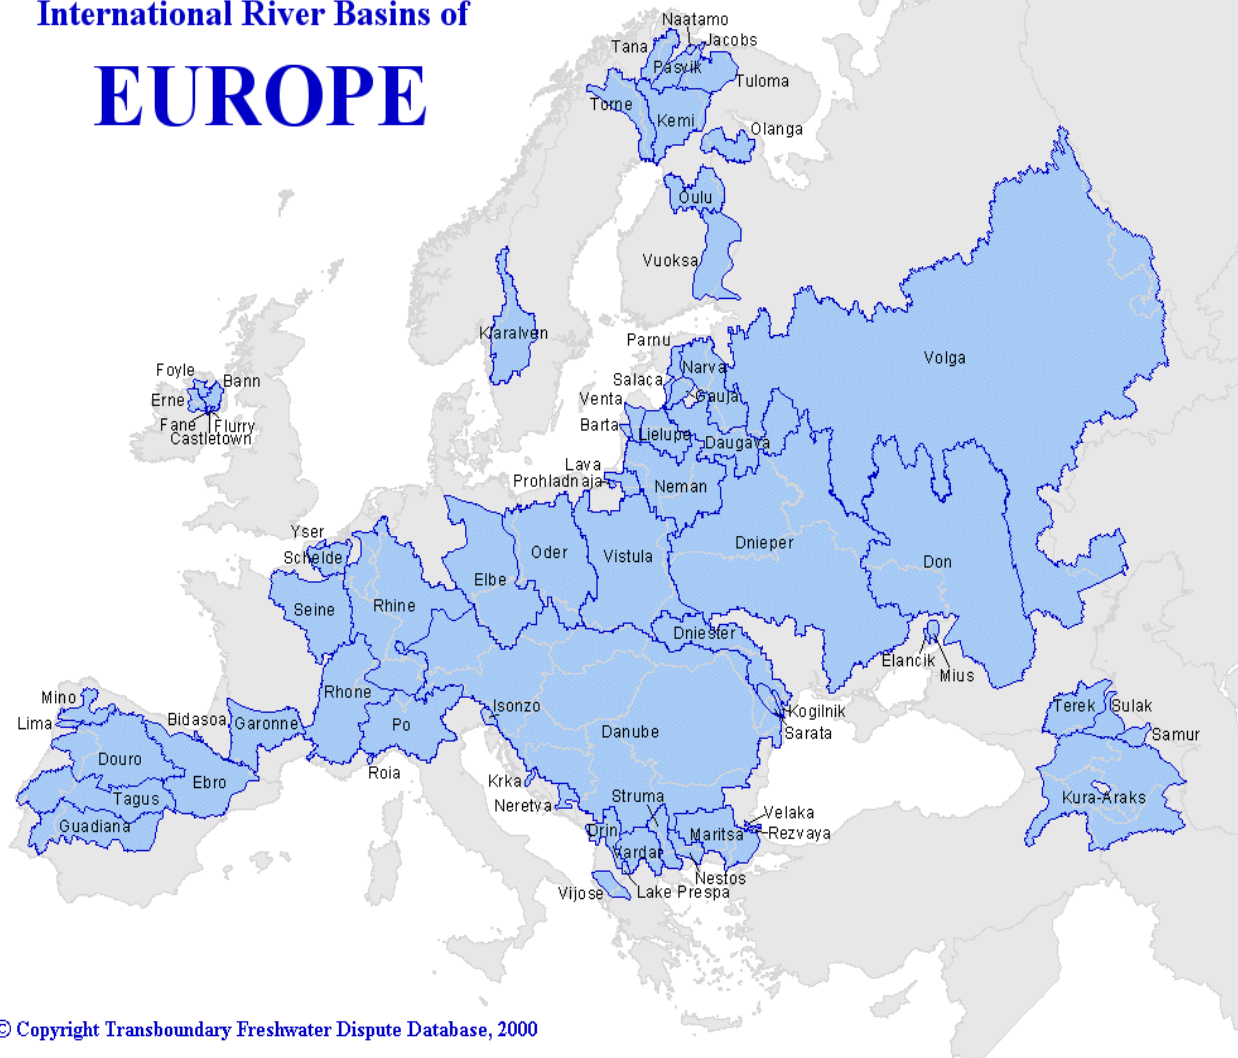 International River Basins of
EUROPE
Naatamo
Jacobs
Tana
Pasvik
Tuloma
Torne
Kemi
Olanga
Oulu
Vuoksa
Klaralven
Parnu
Narva
Volga
Foyle
Bann
Salaca
Gauja
Erne
Venta
Fane
Flurry
Barta
Lielupe
Castletown
Daugava
Lava
Prohladnaja
Neman
Yser
Schelde
Oder
Vistula
Dnieper
Don
Elbe
Seine
Rhine
Dniester
Elancik
Mius
Mino
Rhone
Isonzo
Terek
Sulak
Lima
Bidasoa
Garonne
Po
Kogilnik
Danube
Sarata
Samur
Douro
Roia
Ebro
Krka
Tagus
Neretva
Struma
Kura-Araks
Guadiana
Velaka
Drin
Maritsa
Rezvaya
Vardar
Nestos
Vijose
Lake Prespa
© Copyright Transboundary Freshwater Dispute Database, 2000